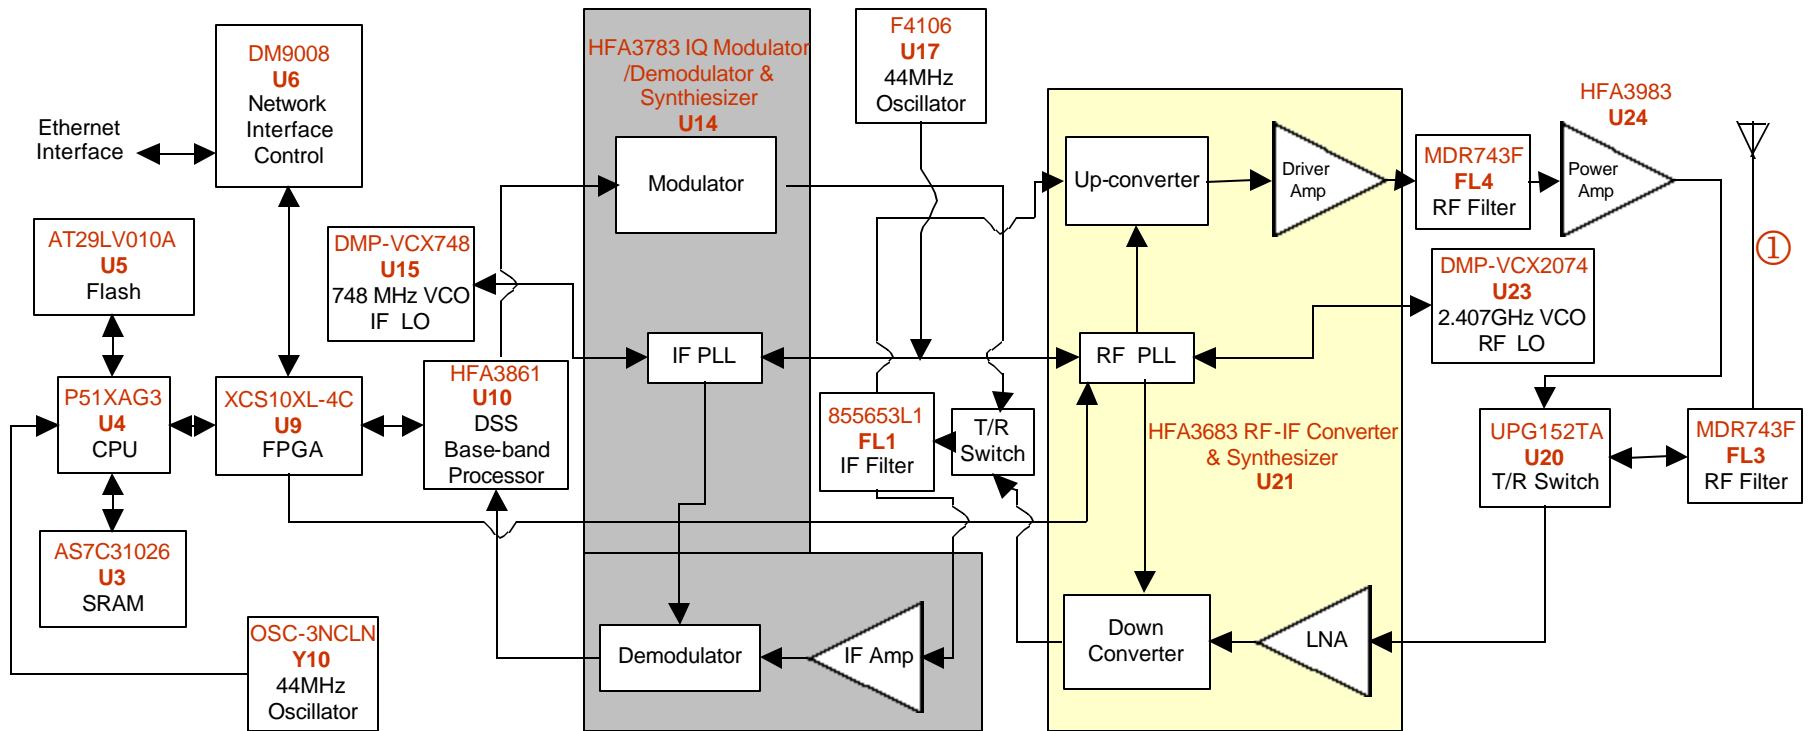 DM9008
U6
Network
Interface
Control
Ethernet
Interface
AT29LV010A
U5
Flash
P51XAG3
U4
CPU
AS7C31026
U3
SRAM
OSC-3NCLN
Y10
44MHz
Oscillator
XCS10XL-4C
U9
FPGA
DMP-VCX748
U15
748 MHz VCO
IF LO
HFA3861
U10
DSS
Base-band
Processor
HFA3783 IQ Modulator
/Demodulator &
Synthiesizer
U14
Modulator
IF PLL
Demodulator
IF Amp
F4106
U17
44MHz
Oscillator
855653L1
FL1
IF Filter
T/R
Switch
Up-converter
Driver
Amp
RF PLL
HFA3683 RF-IF Converter
& Synthesizer
U21
Down
Converter
LNA
MDR743F
FL4
RF Filter
HFA3983
U24
Power
Amp
DMP-VCX2074
U23
2.407GHz VCO
RF LO
①
UPG152TA
U20
T/R Switch
MDR743F
FL3
RF Filter